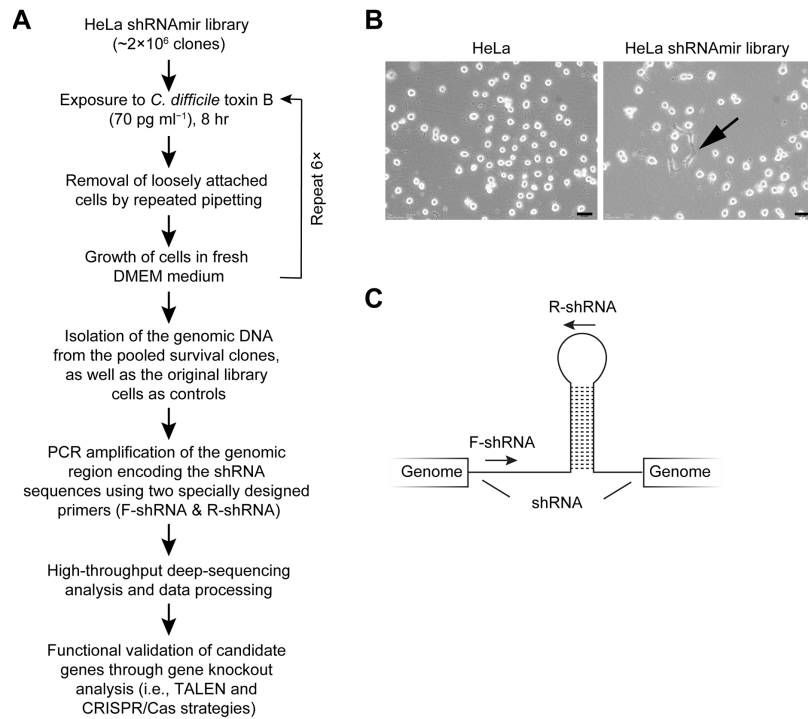 A
HeLa shRNAmir library
(~2×10⁶ clones)
Exposure to C. difficile toxin B
(70 pg ml⁻¹), 8 hr
Removal of loosely attached
cells by repeated pipetting
Growth of cells in fresh
DMEM medium
Repeat 6×
Isolation of the genomic DNA
from the pooled survival clones,
as well as the original library
cells as controls
PCR amplification of the genomic
region encoding the shRNA
sequences using two specially designed
primers (F-shRNA & R-shRNA)
High-throughput deep-sequencing
analysis and data processing
Functional validation of candidate
genes through gene knockout
analysis (i.e., TALEN and
CRISPR/Cas strategies)
B
HeLa
HeLa shRNAmir library
C
R-shRNA
F-shRNA
Genome
Genome
shRNA